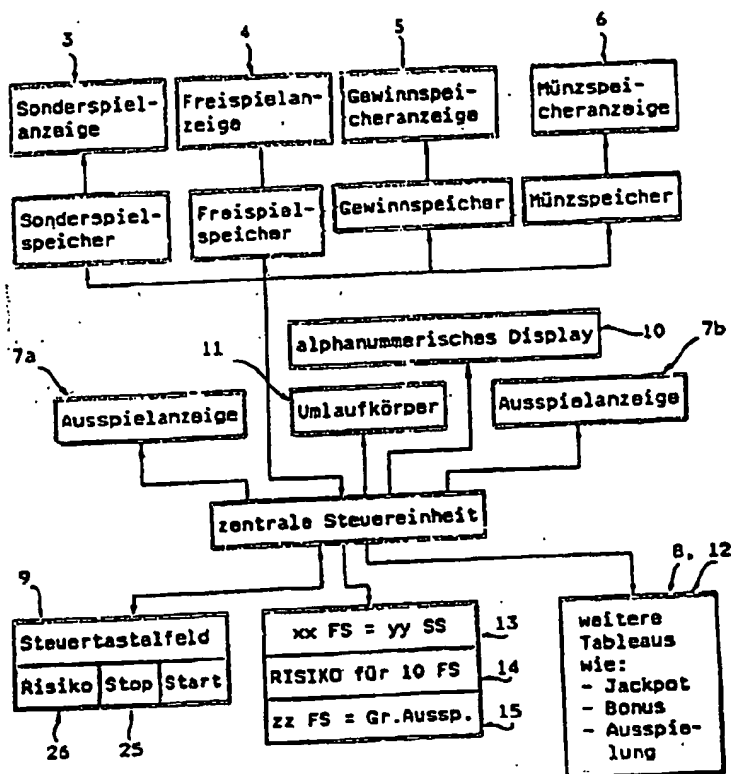 3
4
5
6
Sonderspiel-
anzeige
Freispielan-
zeige
Gewinnspei-
cheranzeige
Münzspei-
cheranzeige
Sonderspiel-
speicher
Freispiel-
speicher
Gewinnspeicher
Münzspeicher
alphanummerisches Display
10
11
7a
7b
Ausspielanzeige
Umlaufkörper
Ausspielanzeige
zentrale Steuereinheit
8, 12
9
Steuertastalfeld
Risiko
Stop
Start
26
25
xx FS = yy SS
13
RISIKO für 10 FS
14
zz FS = Gr.Aussp.
15
weitere
Tableaus
wie:
- Jackpot
- Bonus
- Ausspie-
lung